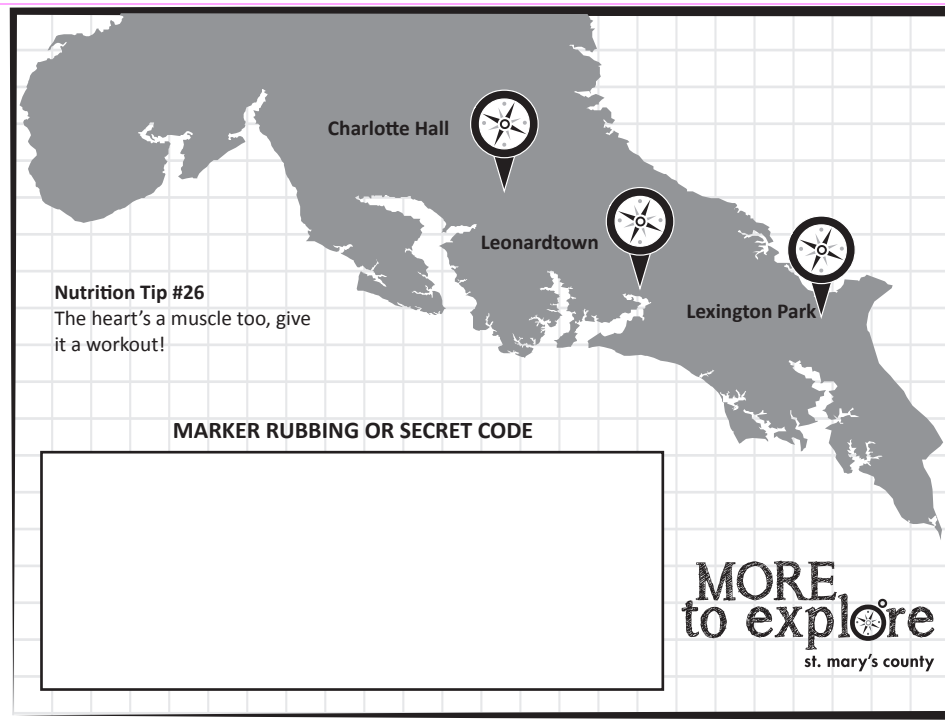 Charlotte Hall
Leonardtown
Lexington Park
Nutrition Tip #26
The heart's a muscle too, give
it a workout!
MARKER RUBBING OR SECRET CODE
MORE
to explore
st. mary's county